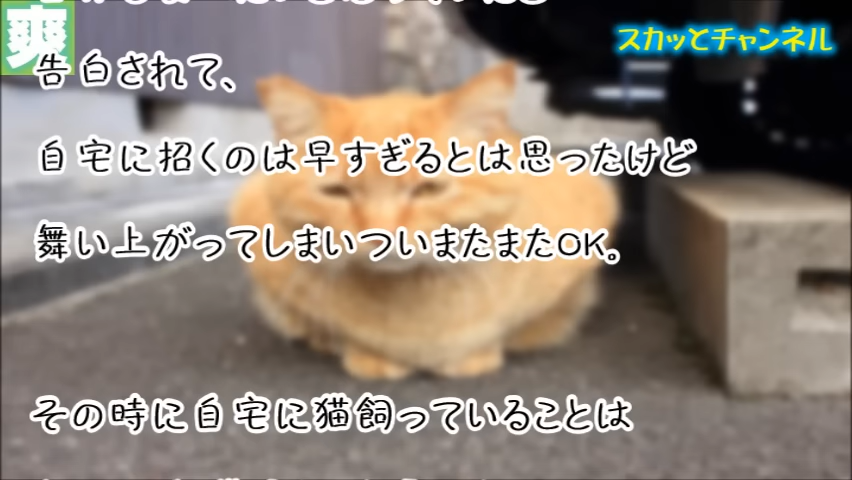 爽
スカッとチャンネル
告白されて、
自宅に招くのは早すぎるとは思ったけど
舞い上がってしまいついまたまたOK。
その時に自宅に猫飼っていることは